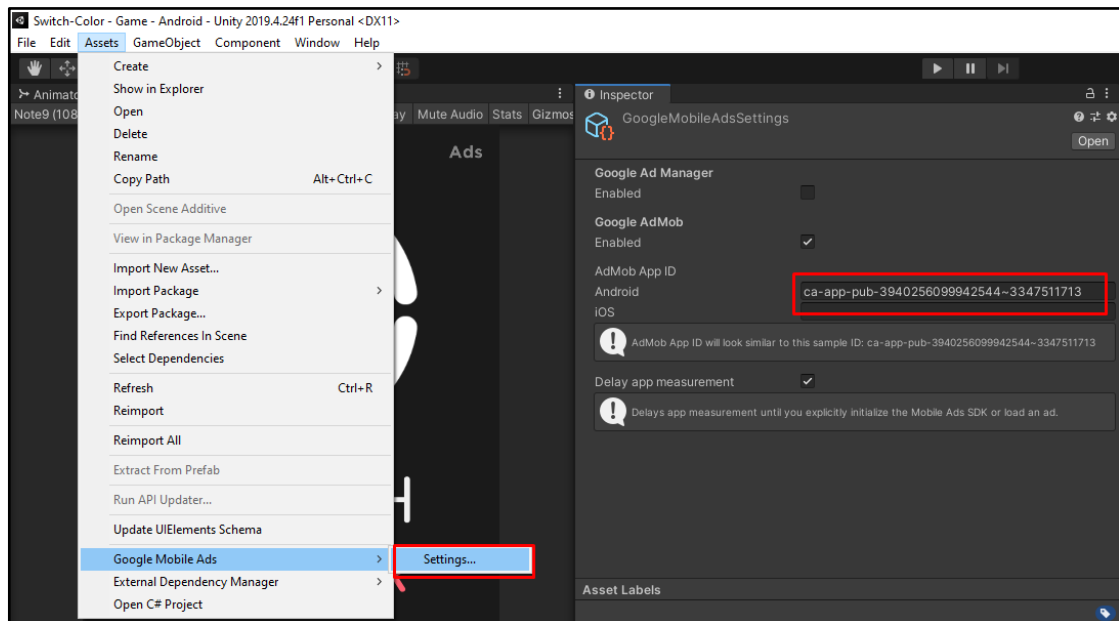 Switch-Color - Game - Android - Unity 2019.4.24f1 Personal <DX11>
File Edit Assets GameObject Component Window Help
Create
Show in Explorer
Open
Delete
Rename
Copy Path Alt+Ctrl+C
Open Scene Additive
View in Package Manager
Import New Asset...
Import Package
Export Package...
Find References In Scene
Select Dependencies
Refresh Ctrl+R
Reimport
Reimport All
Extract From Prefab
Run API Updater...
Update UIElements Schema
Google Mobile Ads
Settings...
External Dependency Manager
Open C# Project
Animato
Note9 (108
ay Mute Audio Stats Gizmos
Ads
H
Inspector
GoogleMobileAdsSettings
Open
Google Ad Manager
Enabled
Google AdMob
Enabled
AdMob App ID
Android ca-app-pub-3940256099942544~3347511713
iOS
AdMob App ID will look similar to this sample ID: ca-app-pub-3940256099942544~3347511713
Delay app measurement
Delays app measurement until you explicitly initialize the Mobile Ads SDK or load an ad.
Asset Labels